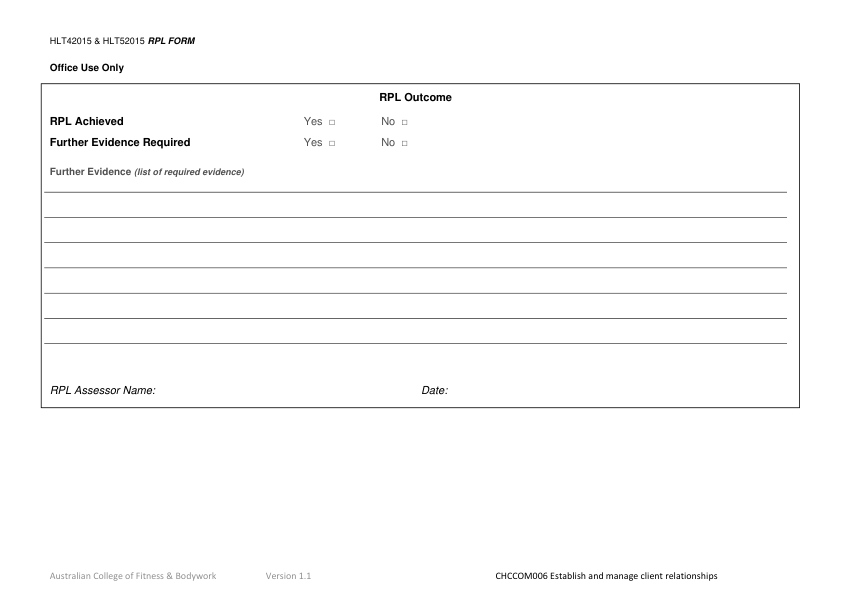 HLT42015 & HLT52015 RPL FORM
Office Use Only
RPL Outcome
RPL Achieved Yes □ No □
Further Evidence Required Yes □ No □
Further Evidence (list of required evidence)
RPL Assessor Name: Date:
Australian College of Fitness & Bodywork Version 1.1 CHCCOM006 Establish and manage client relationships